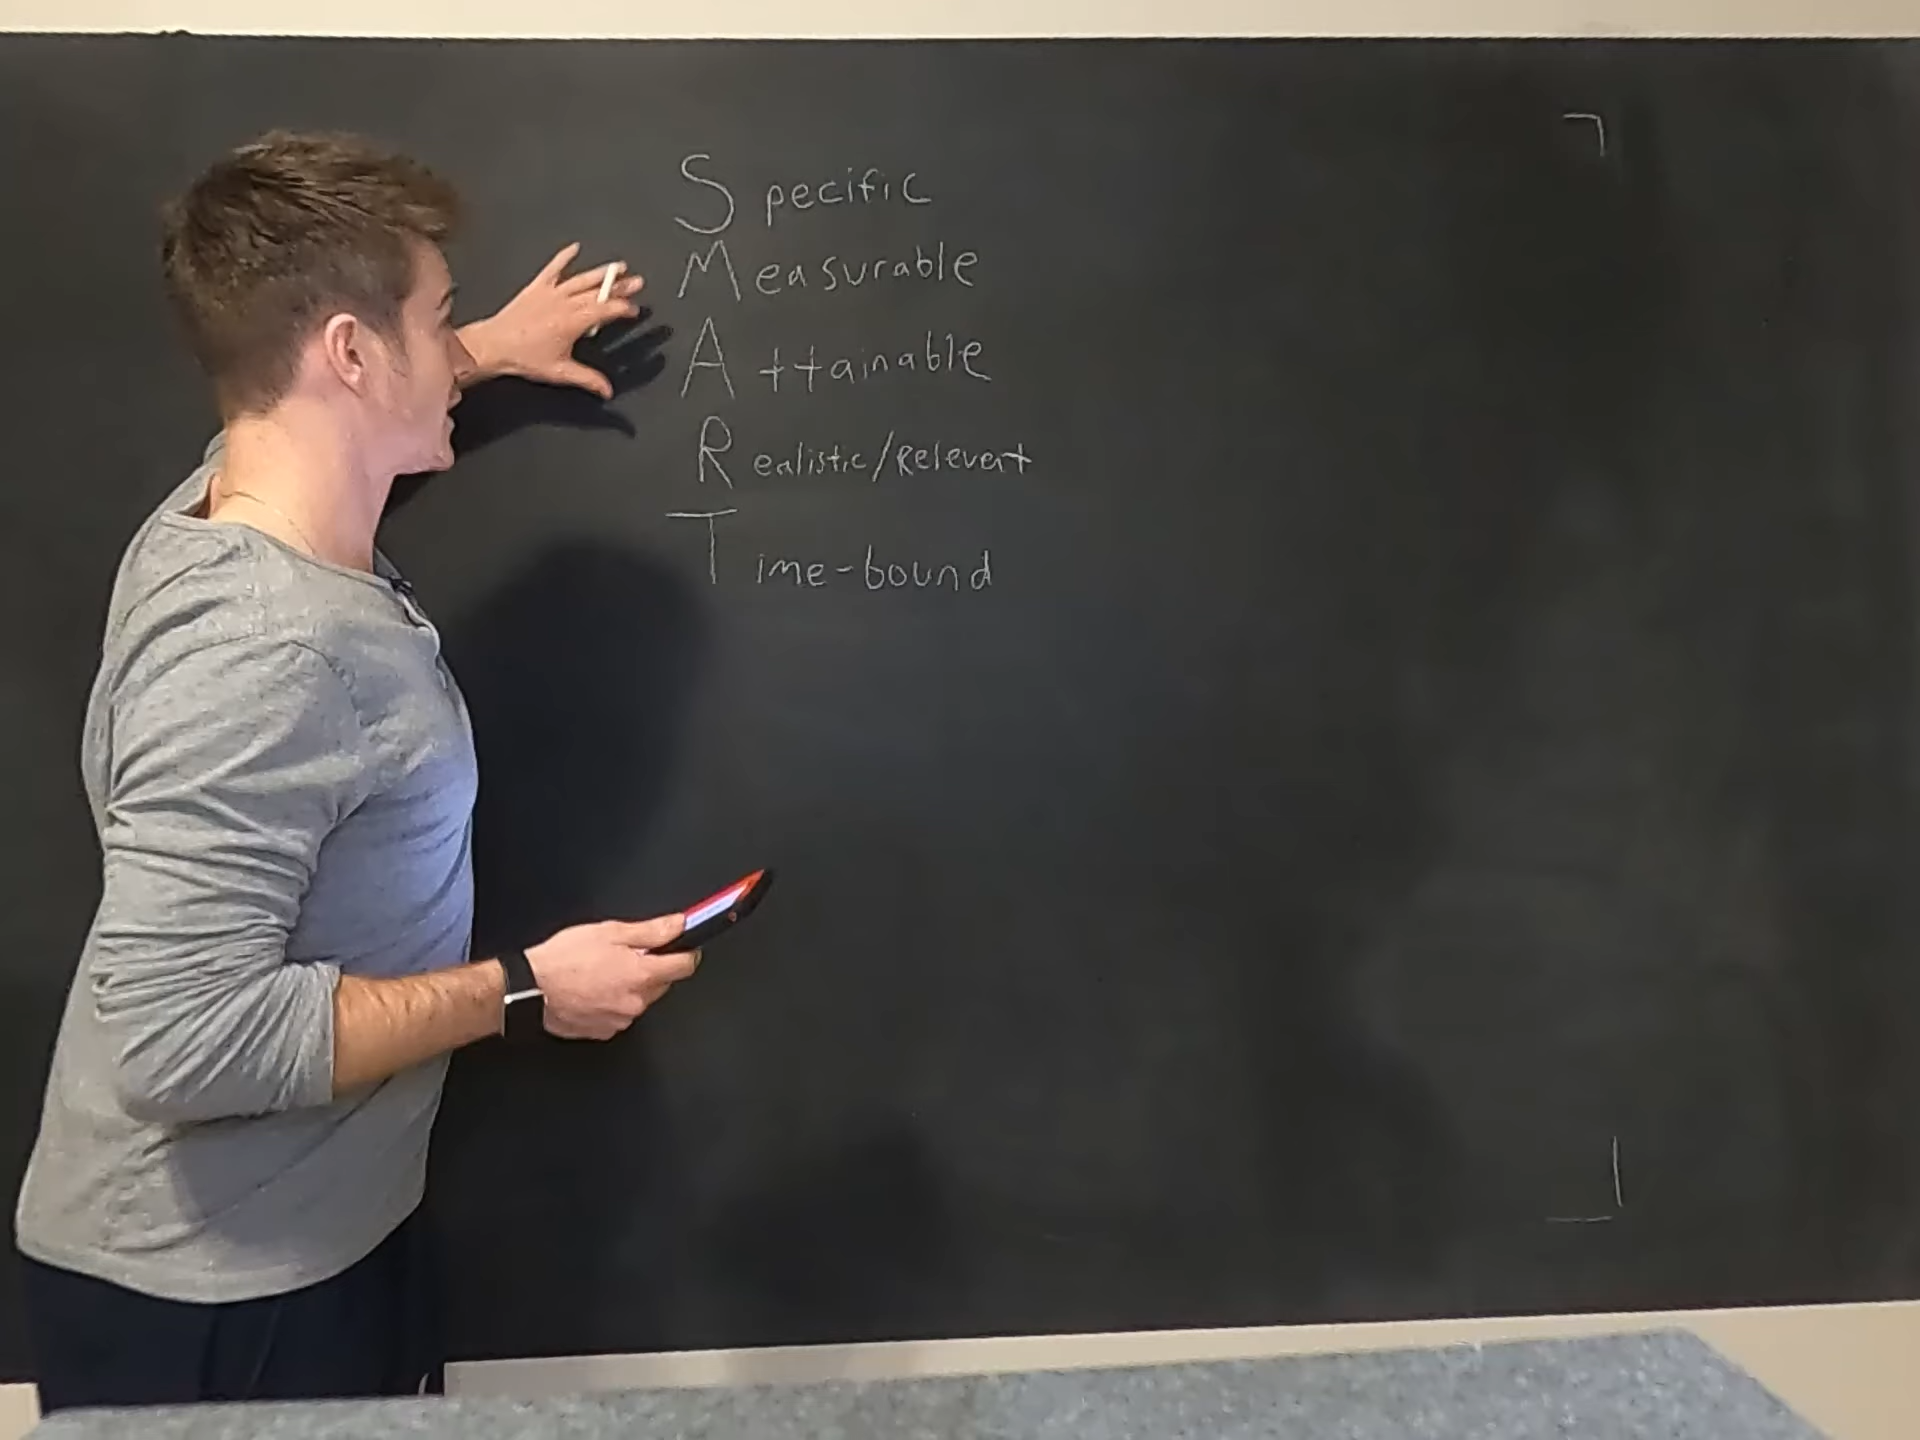 Specific
Measurable
Attainable
Realistic/Relevent
Time-bound